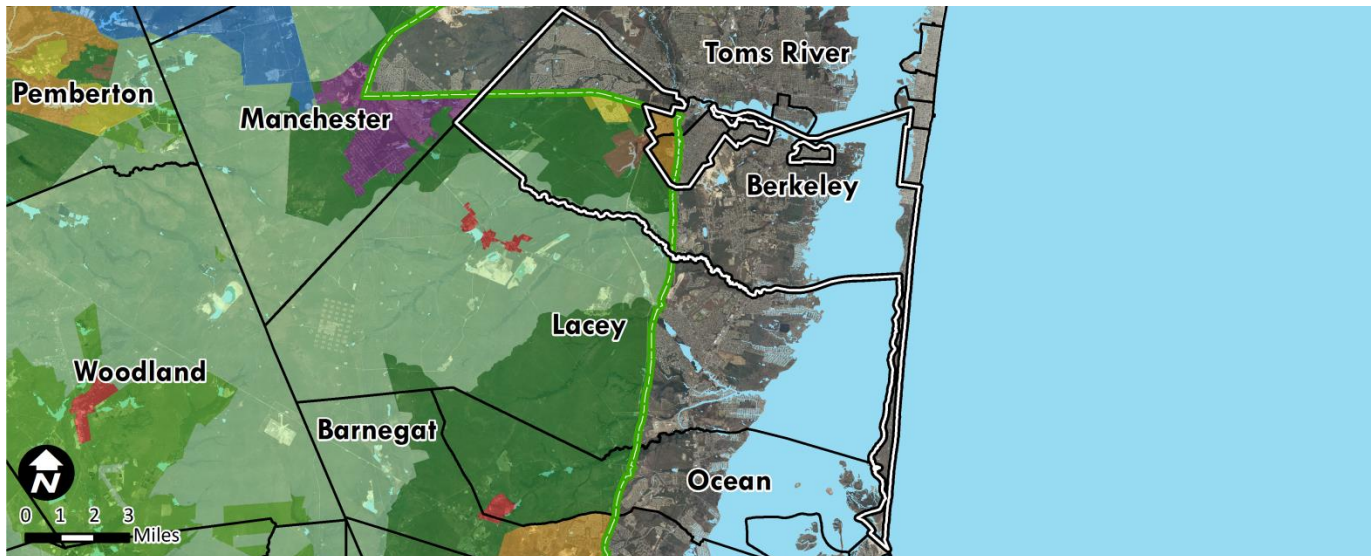 Toms River
Pemberton
Manchester
Berkeley
Lacey
Woodland
Barnegat
Ocean
N
0 1 2 3
Miles